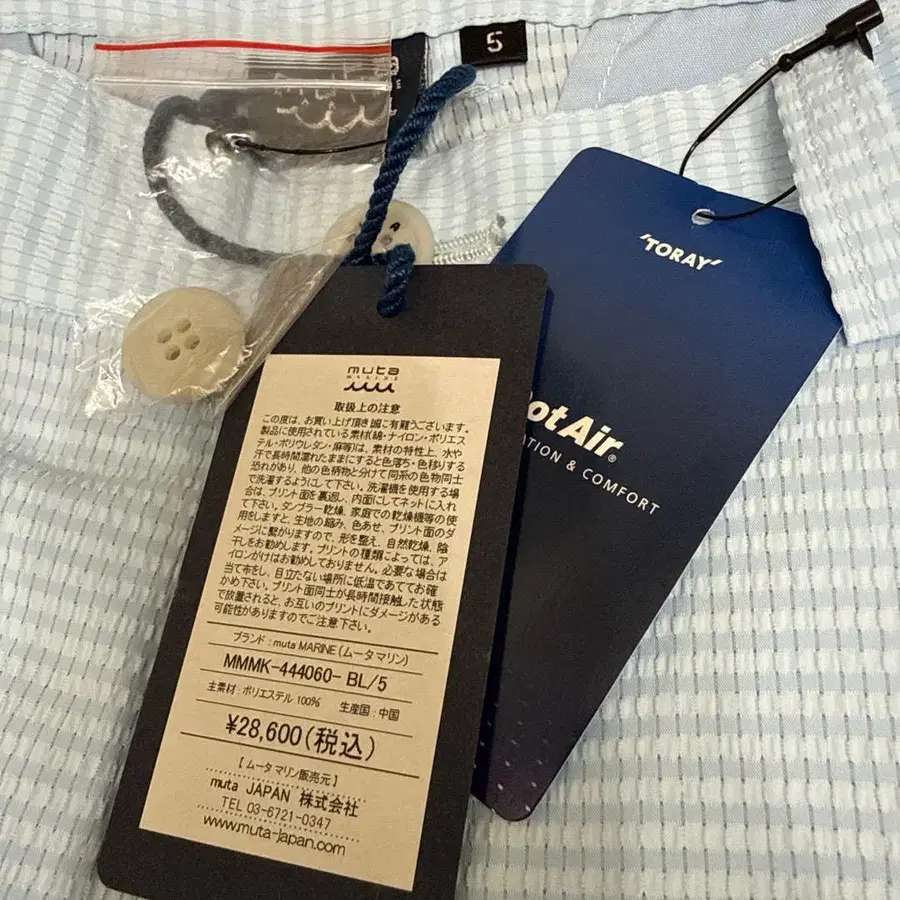 5
A
muta
MARINE
取扱上の注意
この度は、お買い上げ頂き誠に有難うございます。
製品に使用されている素材(綿・ナイロン・ポリエス
テル・ポリウレタン・麻等)は、素材の特性上、水や
汗で長時間濡れたままにすると色落ち・色移りする
恐れがあり、他の色柄物と分けて同系の色物同士
で洗濯するようにして下さい。洗濯機を使用する場
合は、プリント面を裏返し、内面にしてネットに入れ
て下さい。タンブラー乾燥、家庭での乾燥機等の使
用をしますと、生地の縮み、色あせ、プリント面のダ
メージに繋がりますので、形を整え、自然乾燥、陰
干しをお勧めします。プリントの種類によっては、ア
イロンがけはお勧めしておりません。必要な場合は
当て布をし、目立たない場所に低温であててお確
かめ下さい。プリント面同士が長時間接触した状態
で放置されると、お互いのプリントにダメージがある
可能性がありますのでご注意下さい。
ブランド:muta MARINE(ムータ マリン)
MMMK-444060-BL/5
主素材:ポリエステル 100% 生産国:中国
¥28,600(税込)
[ムータ マリン販売元]
muta JAPAN 株式会社
TEL 03-6721-0347
www.muta-japan.com
'TORAY'
otAir®
ATION & COMFORT